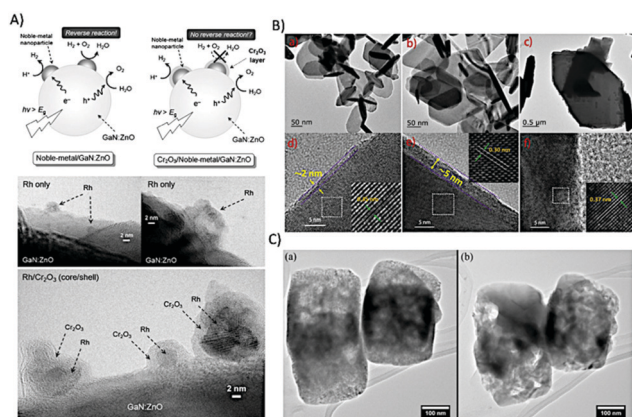 A)
Reverse reaction!
Noble-metal
nanoparticle
H₂
H₂ + O₂
H₂O
H⁺
O₂
H₂O
e⁻
h⁺
hν > Eg
GaN:ZnO
Noble-metal/GaN:ZnO
No reverse reaction!?
Noble-metal
nanoparticle
H₂ + O₂
H₂O
Cr₂O₃
layer
H₂
H⁺
O₂
H₂O
e⁻
h⁺
hν > Eg
GaN:ZnO
Cr₂O₃/Noble-metal/GaN:ZnO
Rh only
Rh
2 nm
GaN:ZnO
Rh only
Rh
2 nm
GaN:ZnO
Rh/Cr₂O₃ (core/shell)
Rh
Cr₂O₃
Cr₂O₃
Rh
Cr₂O₃
Rh
2 nm
GaN:ZnO
B)
a)
50 nm
b)
50 nm
c)
0.5 µm
d)
~2 nm
5 nm
~5 nm
0.30 nm
5 nm
5 nm
0.37 nm
C)
(a)
100 nm
(b)
100 nm